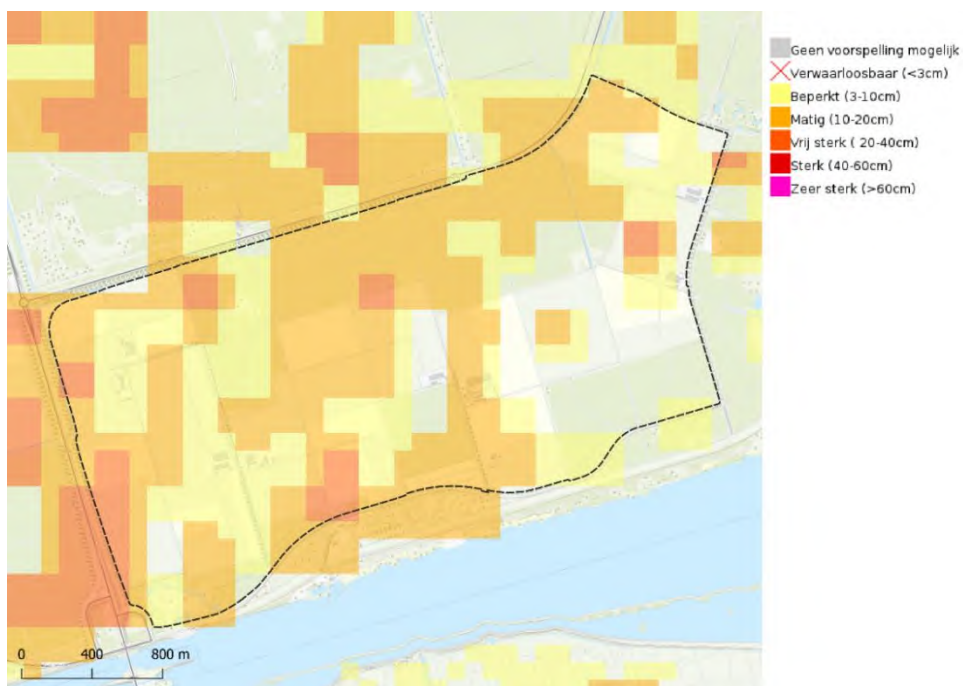 Geen voorspelling mogelijk
Verwaarloosbaar (<3cm)
Beperkt (3-10cm)
Matig (10-20cm)
Vrij sterk ( 20-40cm)
Sterk (40-60cm)
Zeer sterk (>60cm)
0 400 800 m